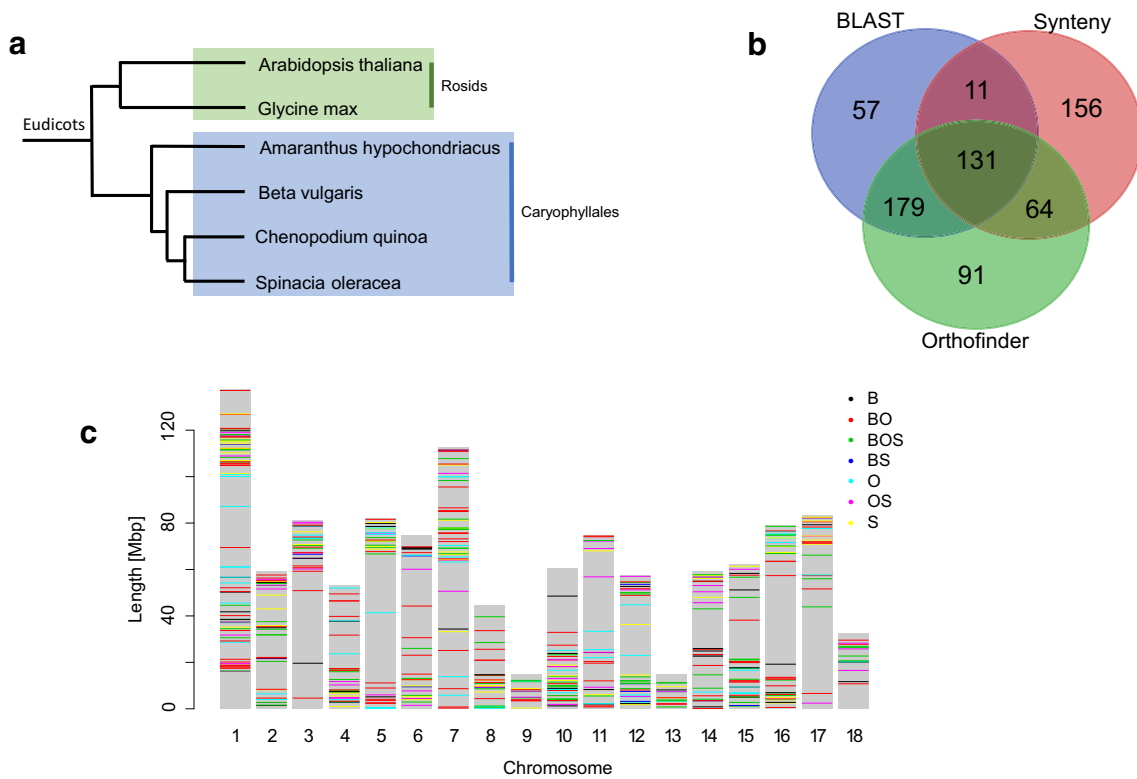 a
Eudicots
Arabidopsis thaliana
Glycine max
Rosids
Amaranthus hypochondriacus
Beta vulgaris
Chenopodium quinoa
Spinacia oleracea
Caryophyllales
b
BLAST
Synteny
57
11
156
131
179
64
91
Orthofinder
c
Length [Mbp]
120
80
40
0
1 2 3 4 5 6 7 8 9 10 11 12 13 14 15 16 17 18
Chromosome
B
BO
BOS
BS
O
OS
S